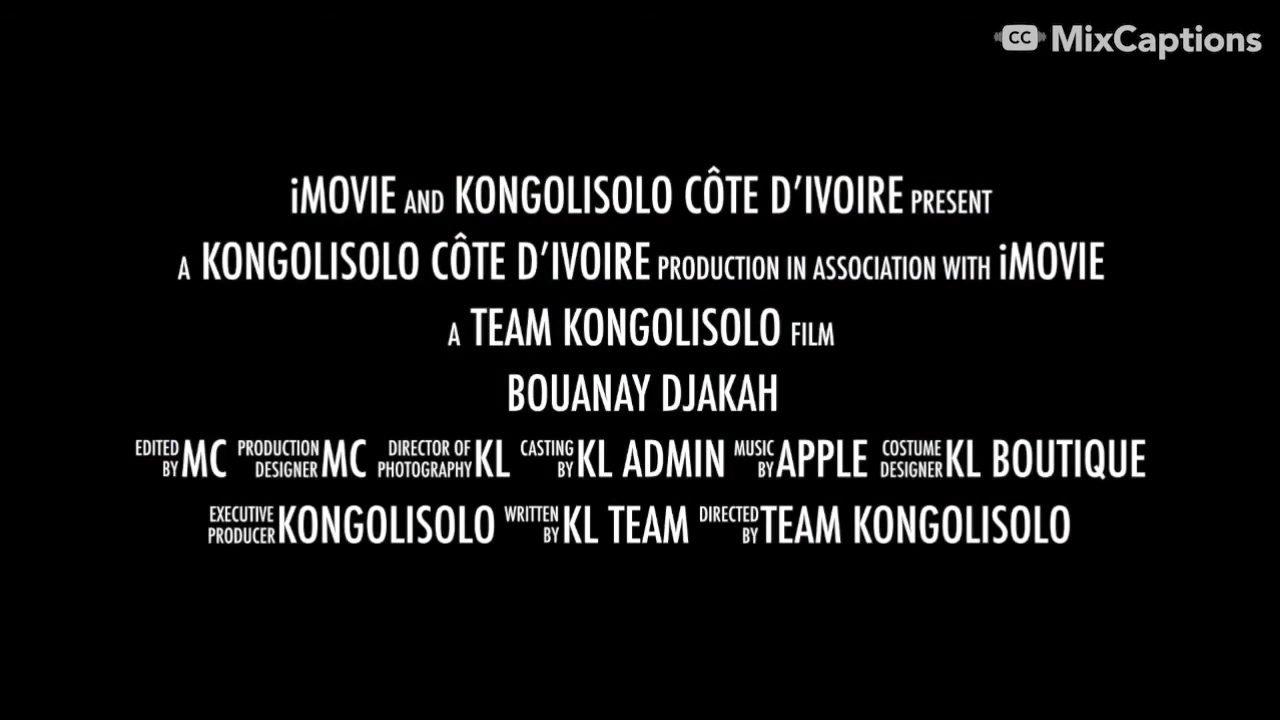 CC MixCaptions
iMOVIE AND KONGOLISOLO CÔTE D'IVOIRE PRESENT
A KONGOLISOLO CÔTE D'IVOIRE PRODUCTION IN ASSOCIATION WITH iMOVIE
A TEAM KONGOLISOLO FILM
BOUANAY DJAKAH
EDITED BY MC PRODUCTION DESIGNER MC DIRECTOR OF PHOTOGRAPHY KL CASTING BY KL ADMIN MUSIC BY APPLE COSTUME DESIGNER KL BOUTIQUE
EXECUTIVE PRODUCER KONGOLISOLO WRITTEN BY KL TEAM DIRECTED BY TEAM KONGOLISOLO